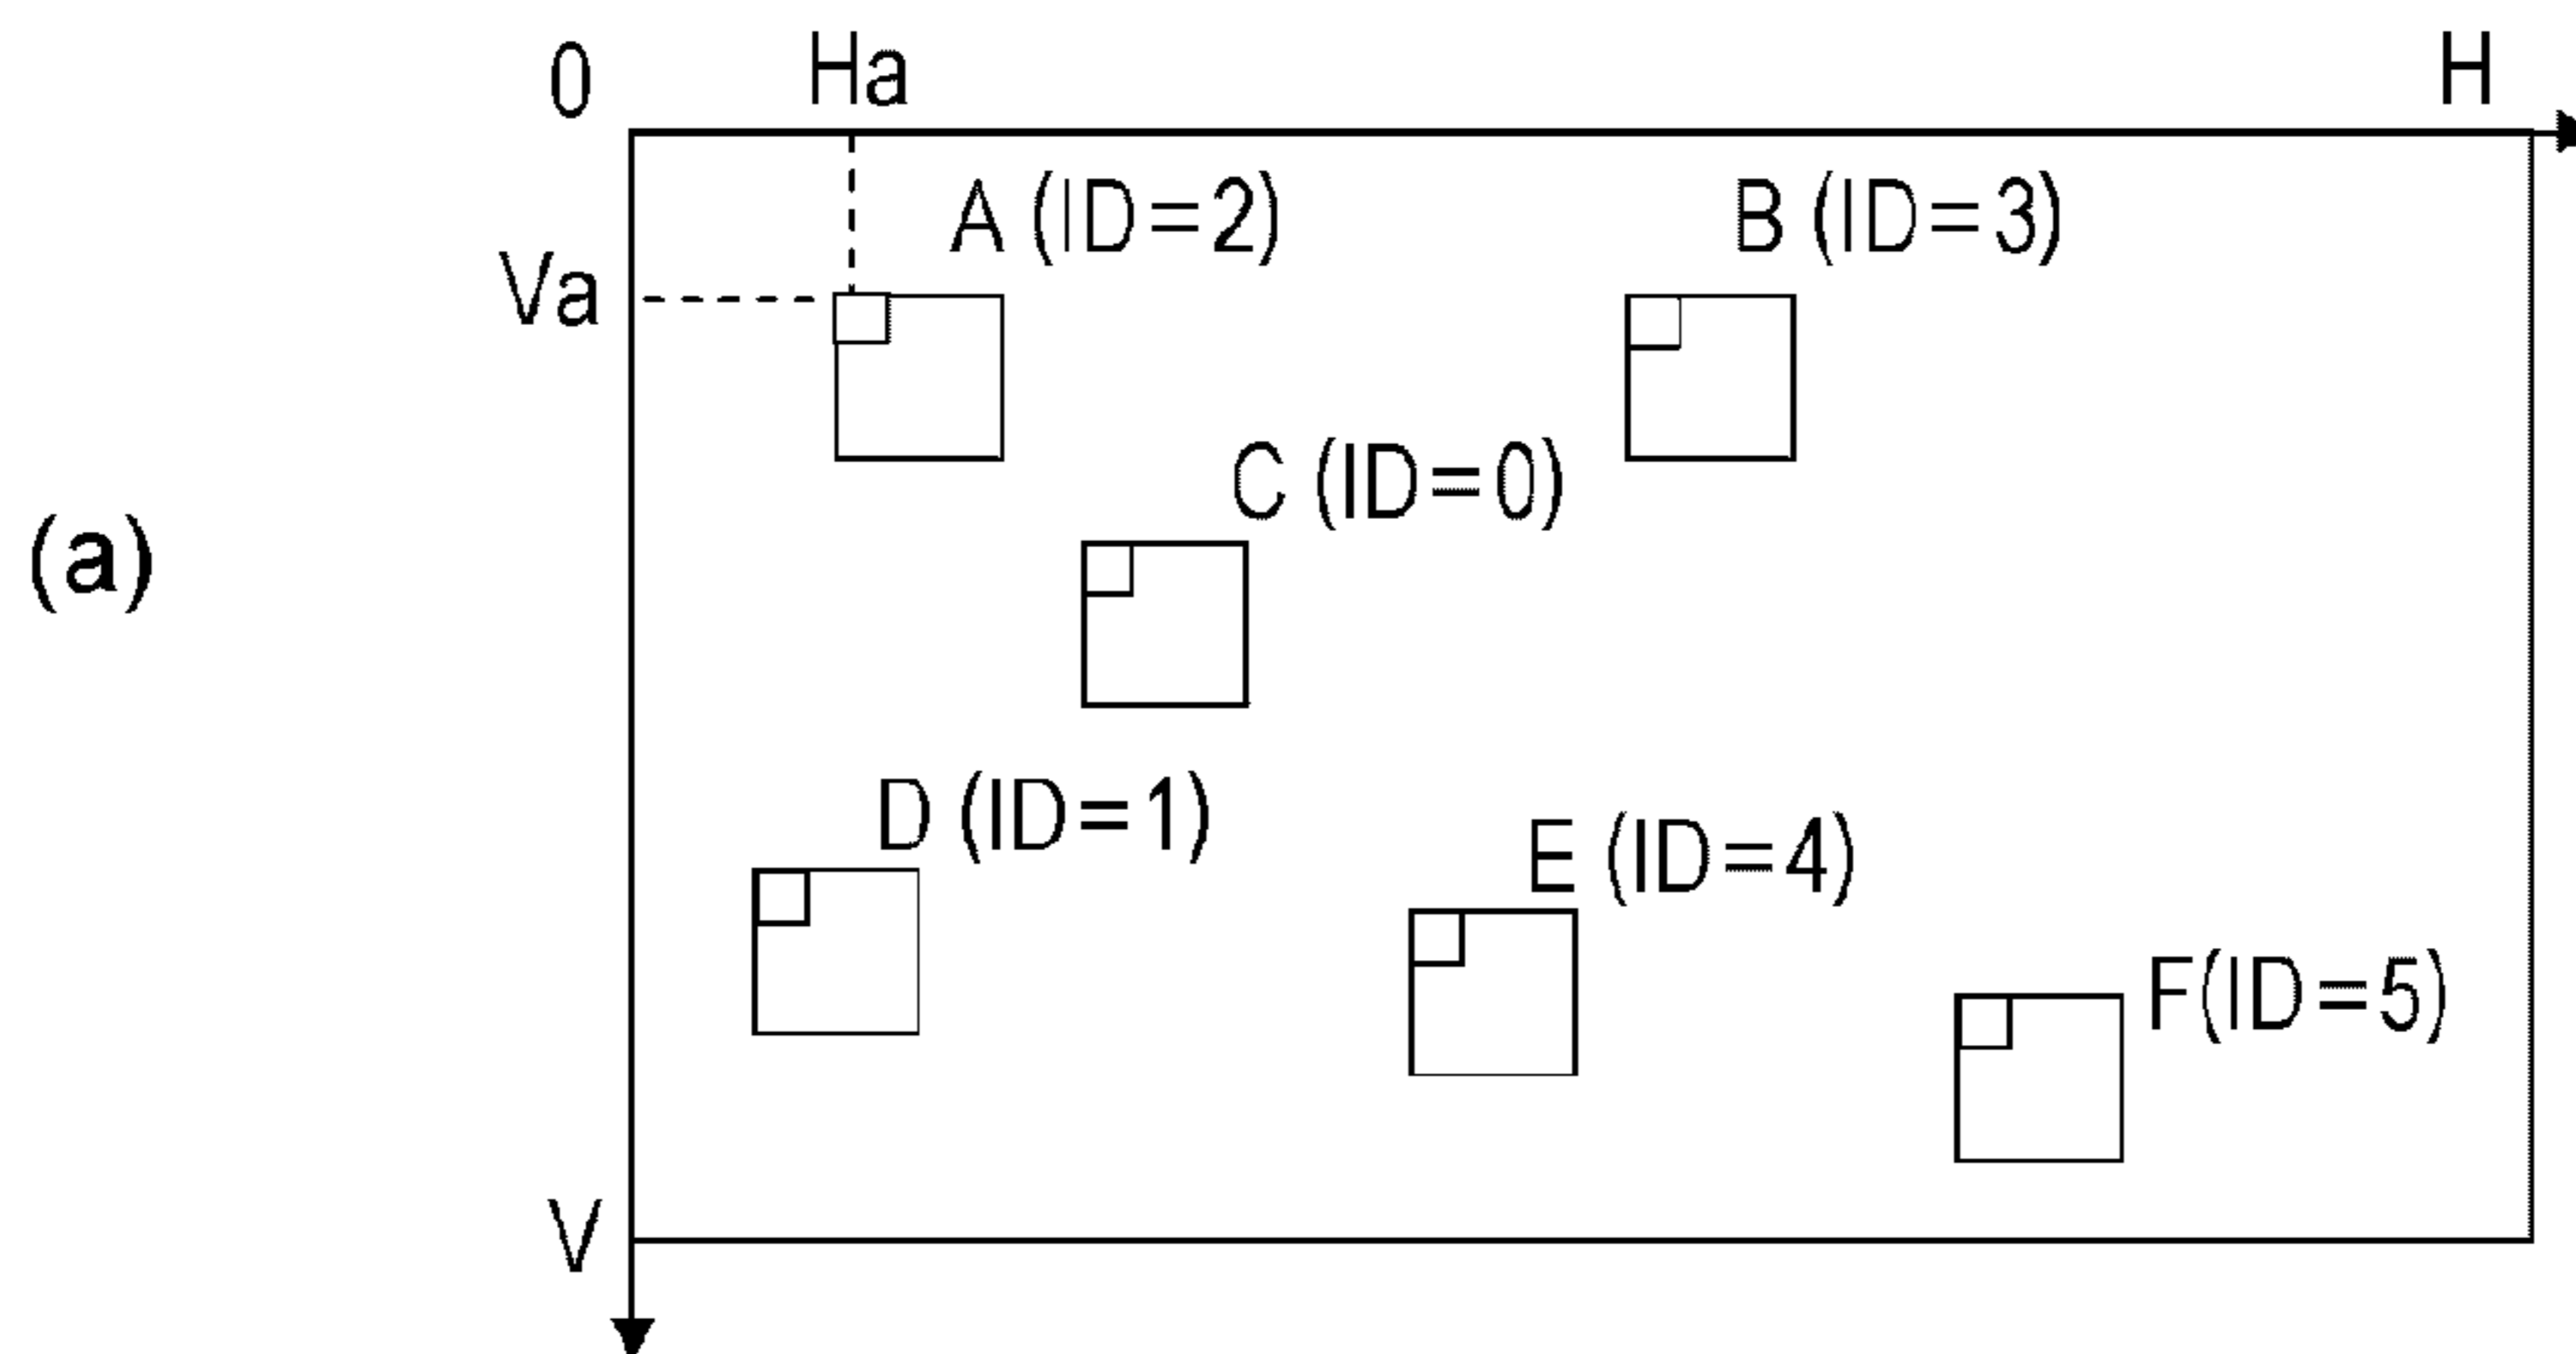 0 Ha H
A (ID=2) B (ID=3)
Va
C (ID=0)
(a)
D (ID=1)
E (ID=4)
F(ID=5)
V